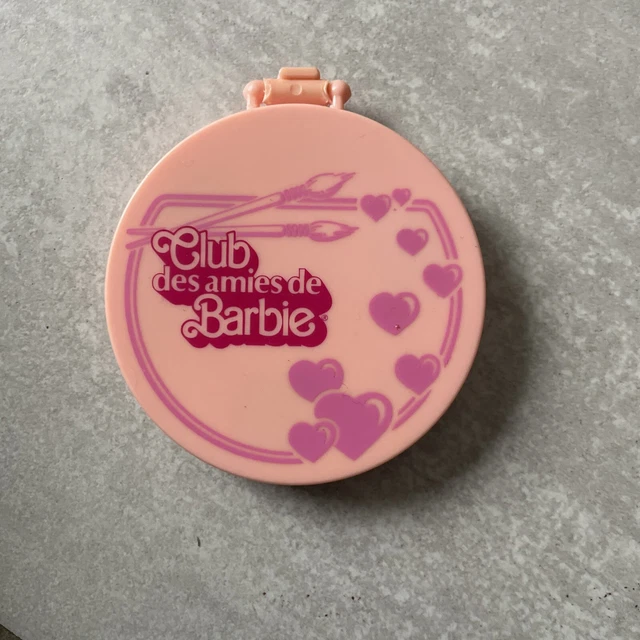 Club
des amies de
Barbie